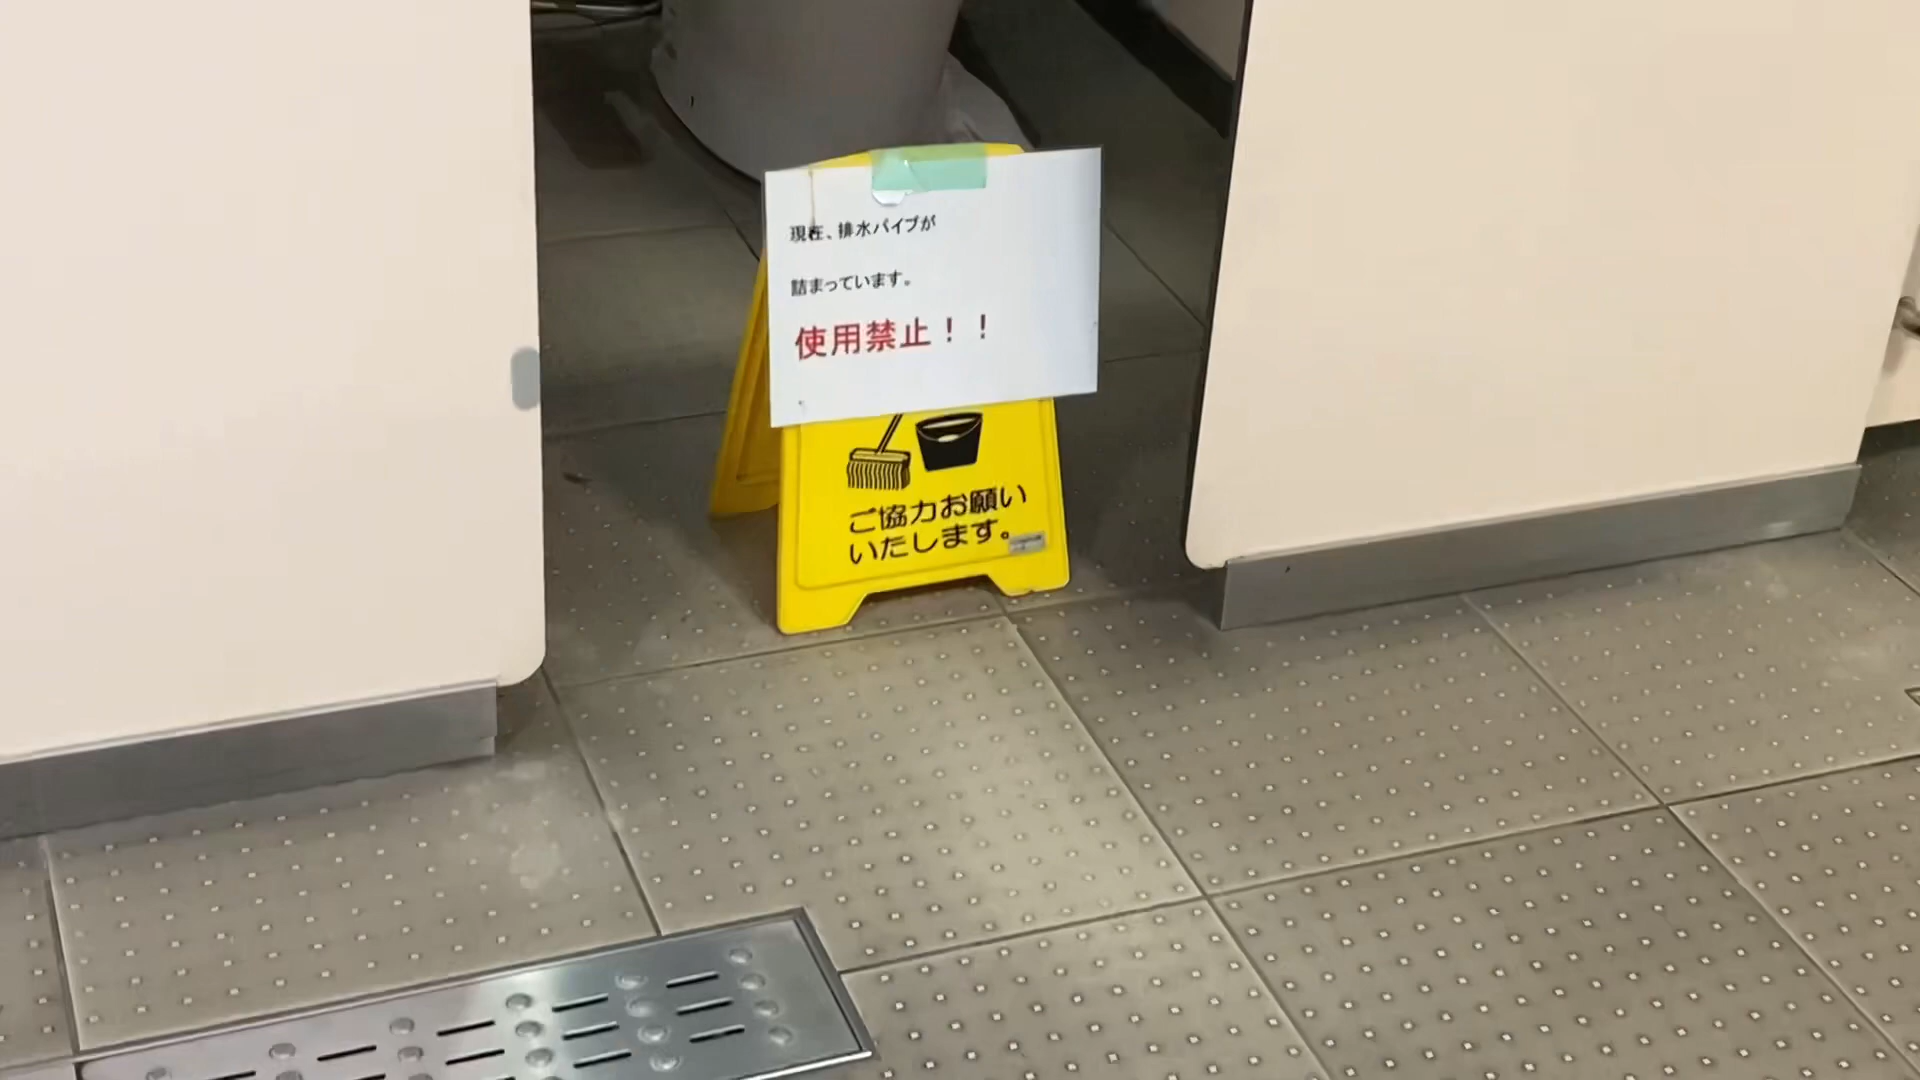 現在、排水パイプが
詰まっています。
使用禁止！！
ご協力お願い
いたします。